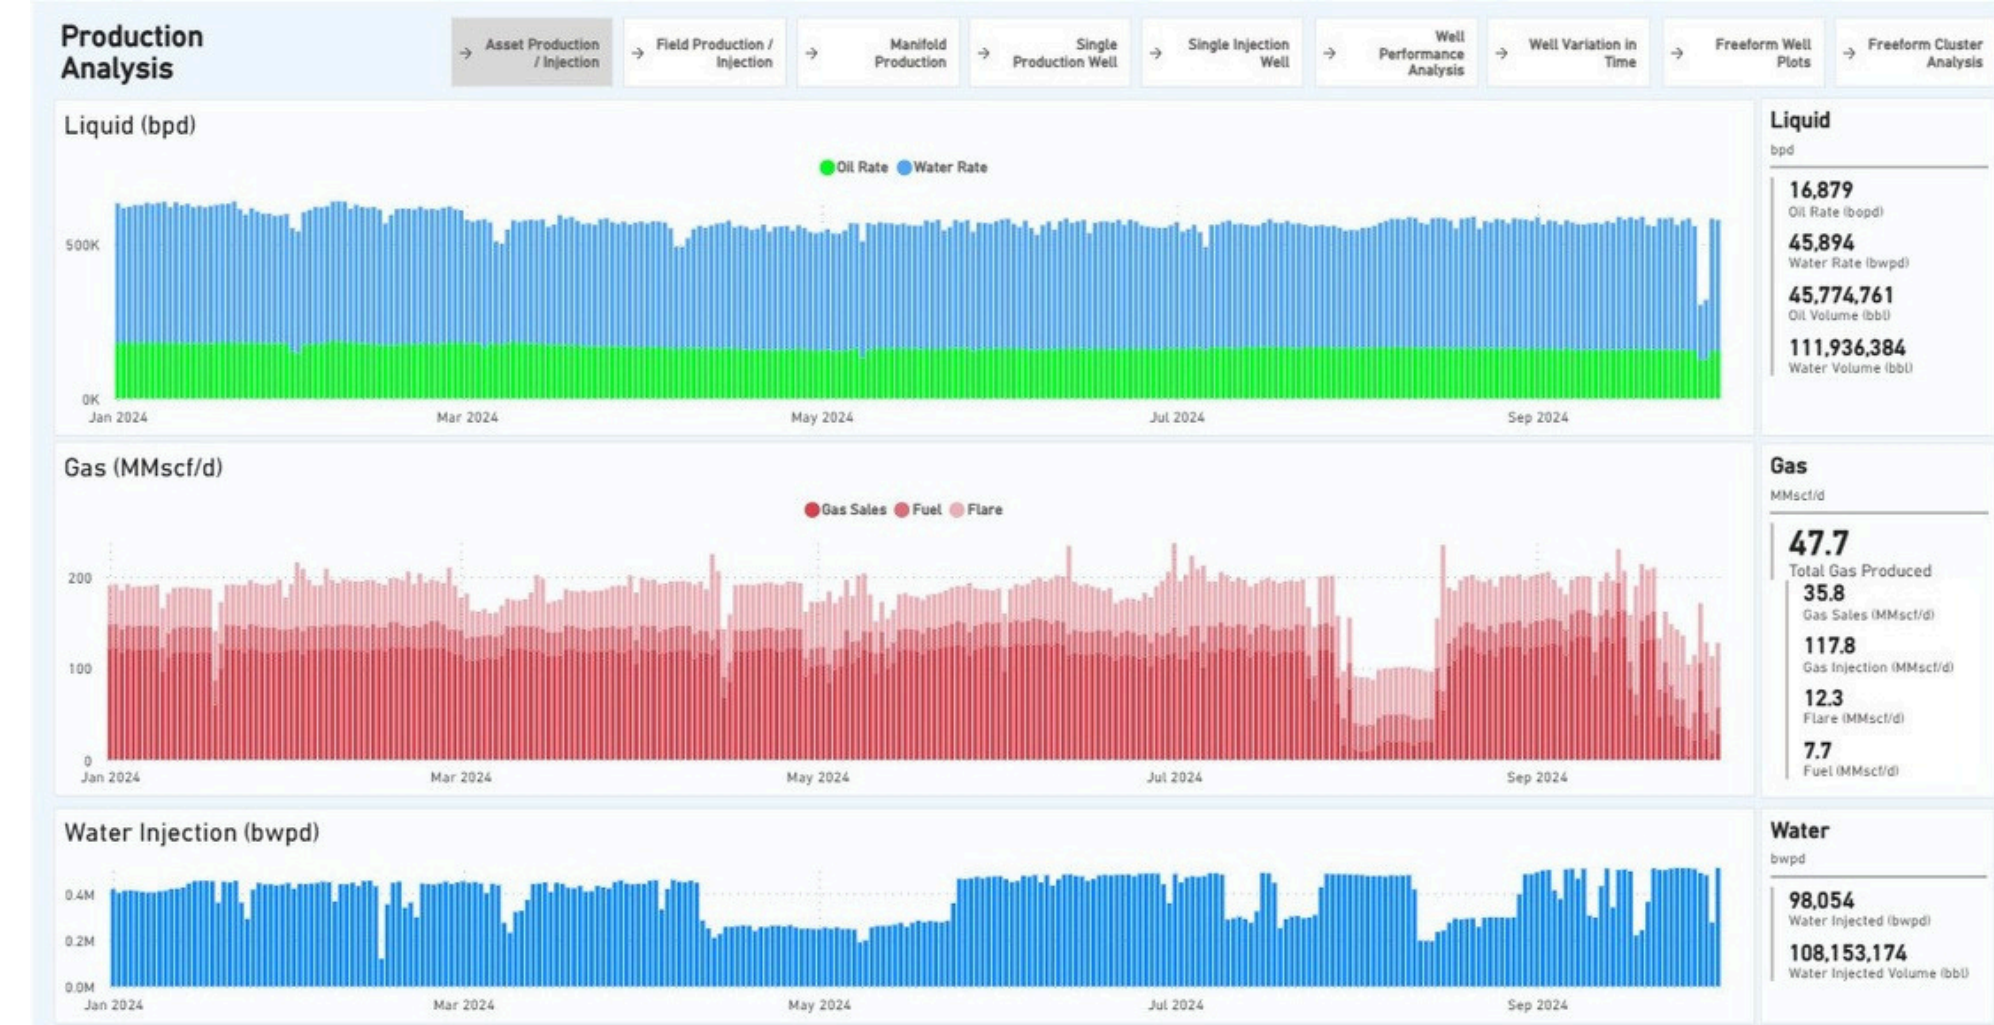 Production
Analysis
Asset Production
/ Injection
Field Production /
Injection
Manifold
Production
Single
Production Well
Single Injection
Well
Well
Performance
Analysis
Well Variation in
Time
Freeform Well
Plots
Freeform Cluster
Analysis
Liquid (bpd)
Oil Rate Water Rate
500K
0K
Jan 2024 Mar 2024 May 2024 Jul 2024 Sep 2024
Liquid
bpd
16,879
Oil Rate (bopd)
45,894
Water Rate (bwpd)
45,774,761
Oil Volume (bbl)
111,936,384
Water Volume (bbl)
Gas (MMscf/d)
Gas Sales Fuel Flare
200
100
0
Jan 2024 Mar 2024 May 2024 Jul 2024 Sep 2024
Gas
MMscf/d
47.7
Total Gas Produced
35.8
Gas Sales (MMscf/d)
117.8
Gas Injection (MMscf/d)
12.3
Flare (MMscf/d)
7.7
Fuel (MMscf/d)
Water Injection (bwpd)
0.4M
0.2M
0.0M
Jan 2024 Mar 2024 May 2024 Jul 2024 Sep 2024
Water
bwpd
98,054
Water Injected (bwpd)
108,153,174
Water Injected Volume (bbl)